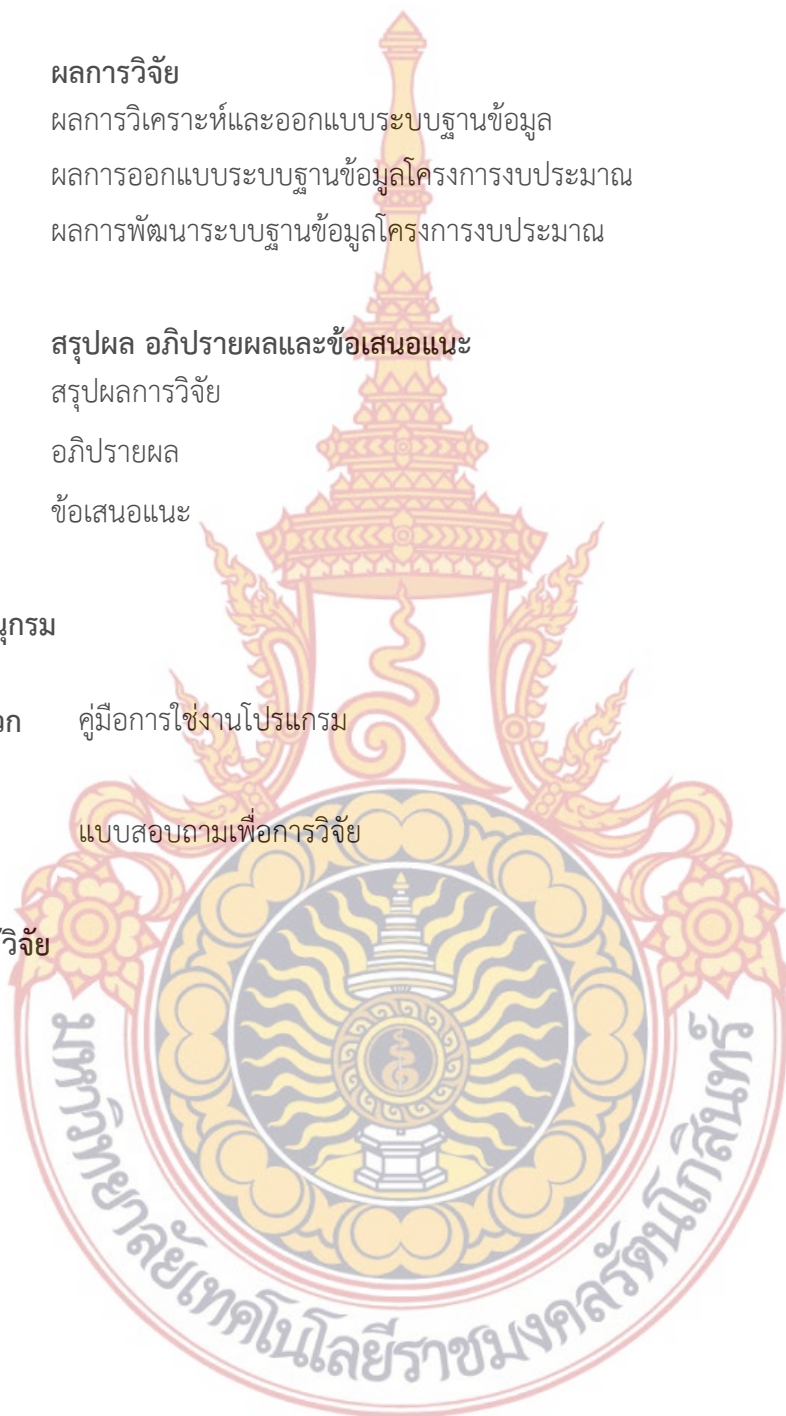 ผลการวิจัย
ผลการวิเคราะห์และออกแบบระบบฐานข้อมูล
ผลการออกแบบระบบฐานข้อมูลโครงการงบประมาณ
ผลการพัฒนาระบบฐานข้อมูลโครงการงบประมาณ
สรุปผล อภิปรายผลและข้อเสนอแนะ
สรุปผลการวิจัย
อภิปรายผล
ข้อเสนอแนะ
นุกรม
วก คู่มือการใช้งานโปรแกรม
แบบสอบถามเพื่อการวิจัย
วิจัย
มหาวิทยาลัยเทคโนโลยีราชมงคลรัตนโกสินทร์